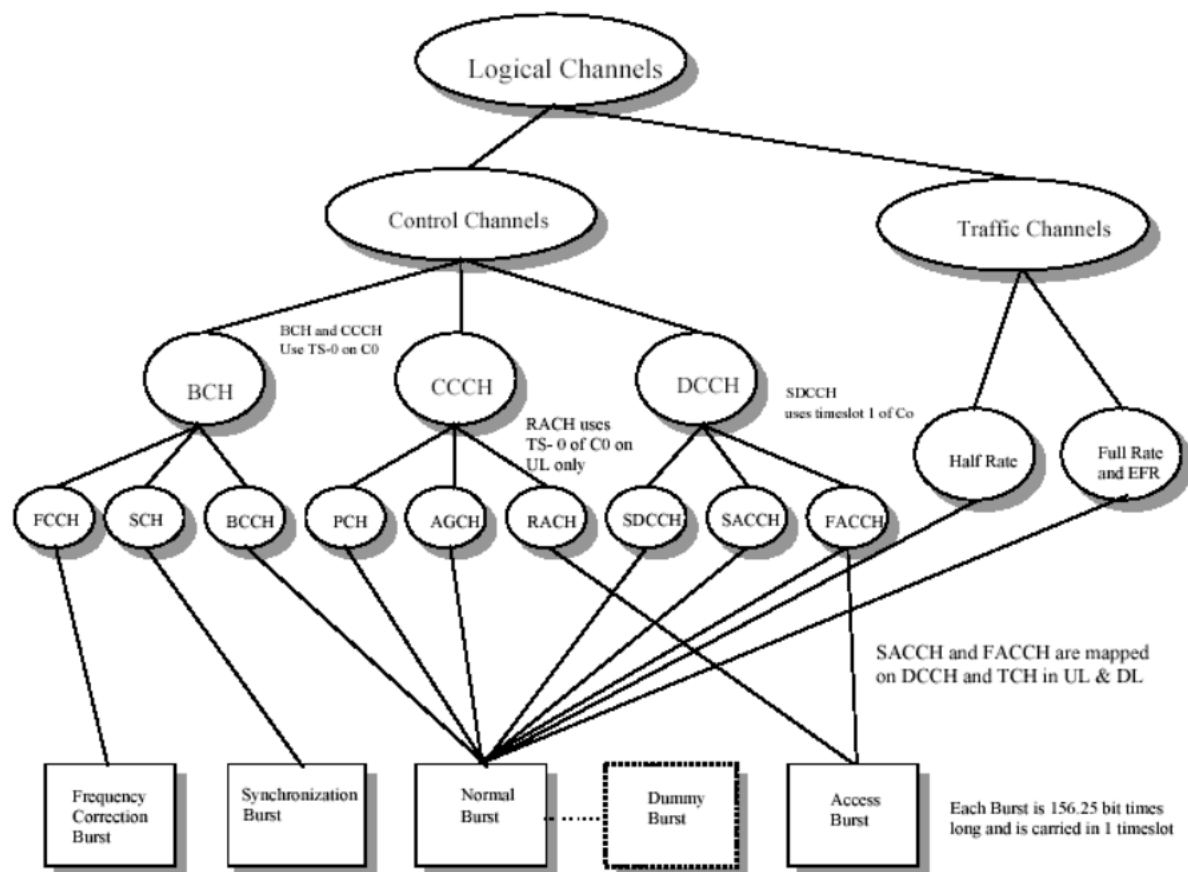 Logical Channels
Control Channels
Traffic Channels
BCH and CCCH
Use TS-0 on C0
BCH
CCCH
DCCH
SDCCH
uses timeslot 1 of Co
RACH uses
TS- 0 of C0 on
UL only
Half Rate
Full Rate
and EFR
FCCH
SCH
BCCH
PCH
AGCH
RACH
SDCCH
SACCH
FACCH
SACCH and FACCH are mapped
on DCCH and TCH in UL & DL
Frequency
Correction
Burst
Synchronization
Burst
Normal
Burst
Dummy
Burst
Access
Burst
Each Burst is 156.25 bit times
long and is carried in 1 timeslot